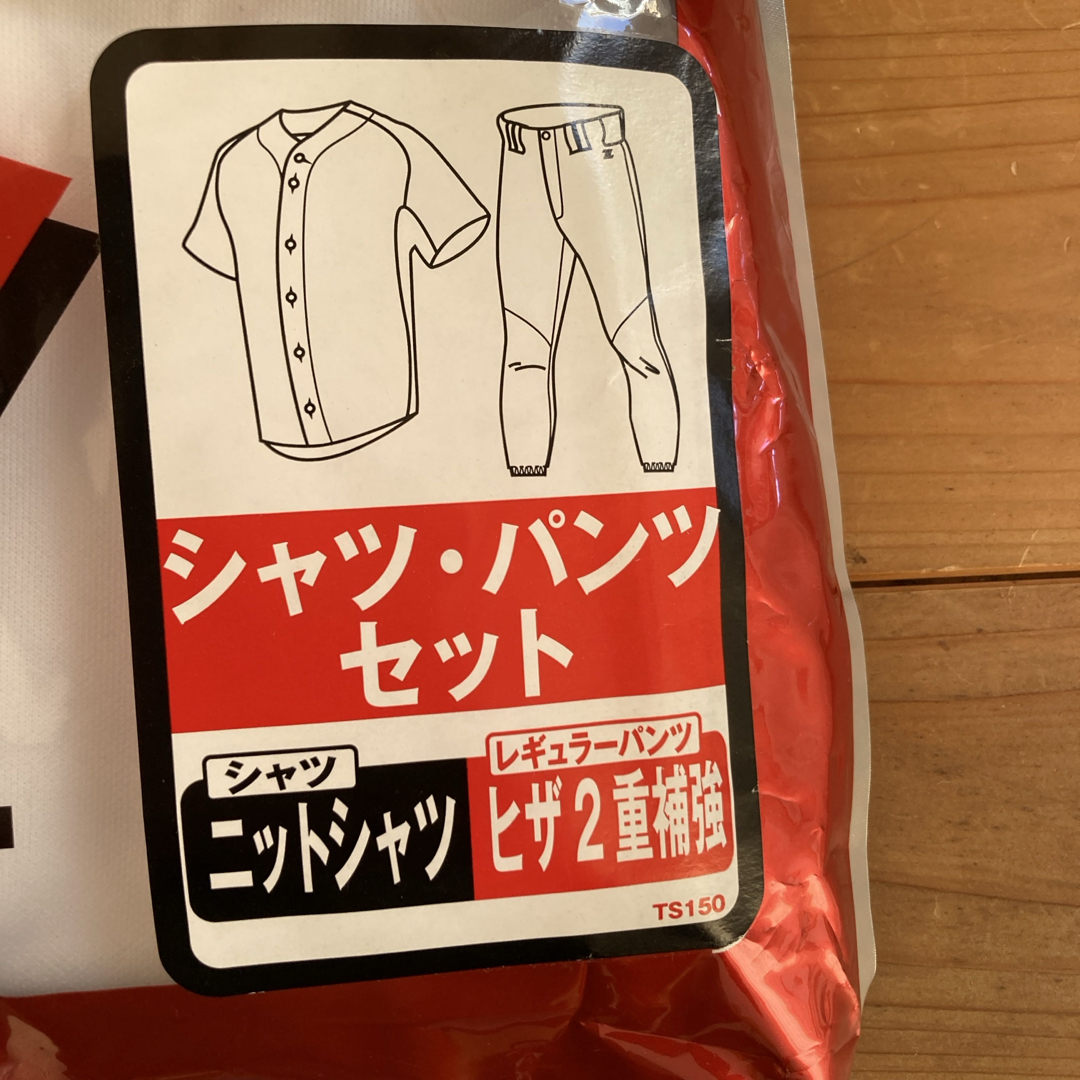 シャツ・パンツ
セット
シャツ
ニットシャツ
レギュラーパンツ
ヒザ2重補強
TS150